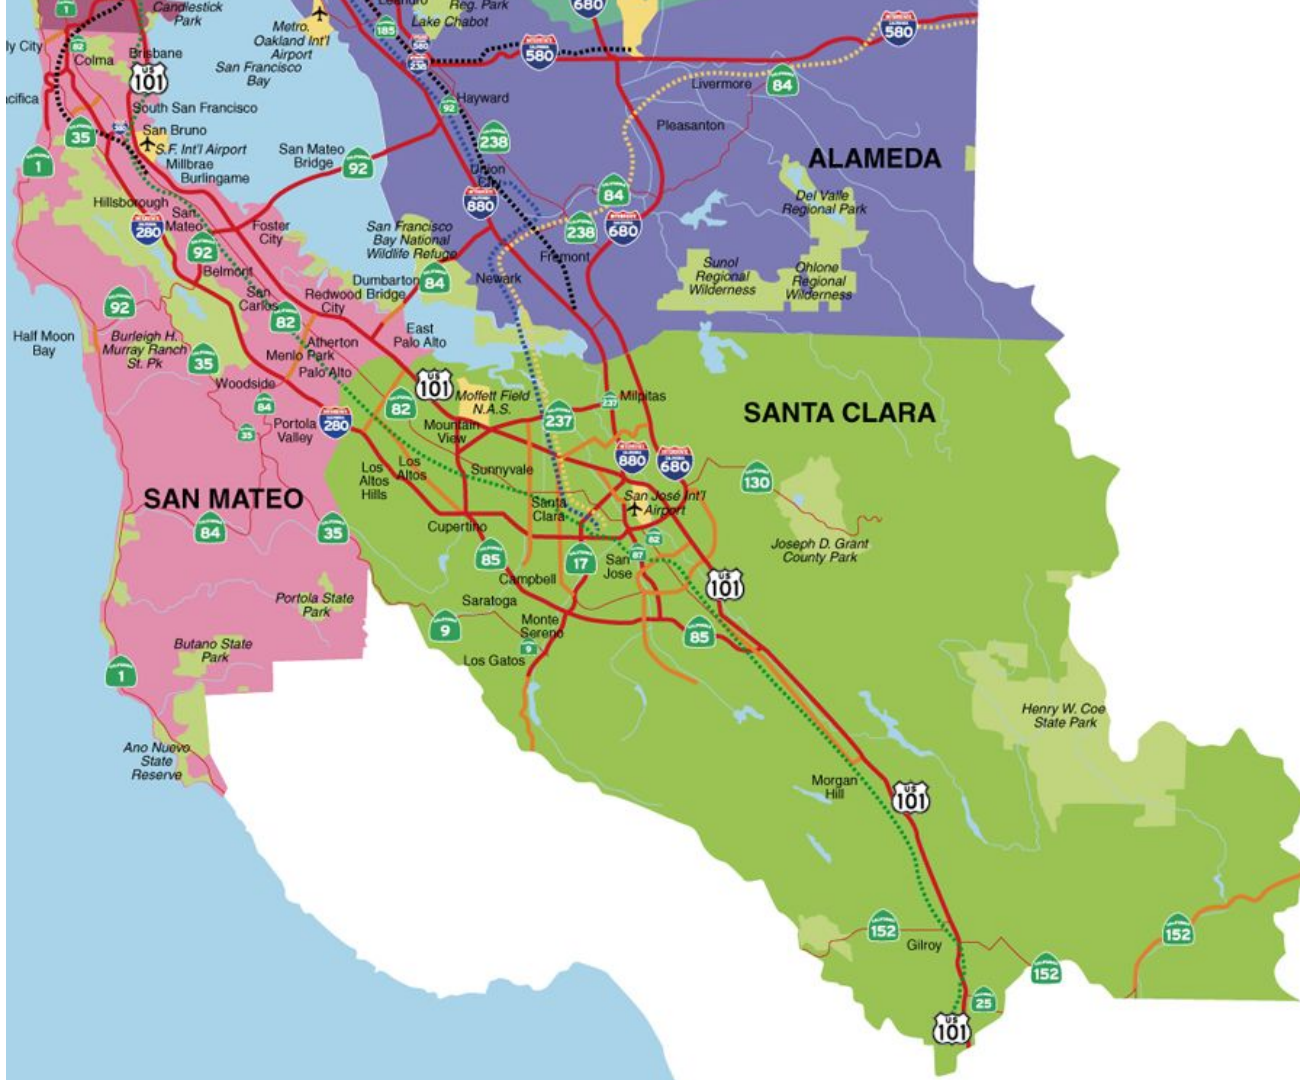 1
Candlestick
Park
Metro.
Oakland Int'l
Airport
San Francisco
Bay
185
Lake Chabot
Reg. Park
680
580
580
238
580
ly City
82
Colma
Brisbane
US
101
cifica
South San Francisco
35
San Bruno
S.F. Int'l Airport
Millbrae
Burlingame
1
San Mateo
Bridge
92
92
Hayward
238
Union
City
880
Livermore
84
Pleasanton
ALAMEDA
84
238
680
Del Valle
Regional Park
Hillsborough
280
San
Mateo
92
Foster
City
Belmont
San Francisco
Bay National
Wildlife Refuge
Fremont
Newark
Sunol
Regional
Wilderness
Ohlone
Regional
Wilderness
Dumbarton
Bridge
84
92
San
Carlos
Redwood
City
82
Half Moon
Bay
Burleigh H.
Murray Ranch
St. Pk
35
Atherton
Menlo Park
Palo Alto
East
Palo Alto
US
101
Woodside
84
35
Portola
Valley
280
82
Moffett Field
N.A.S.
Mountain
View
237
237
Milpitas
SANTA CLARA
880
680
130
Los
Altos
Hills
Los
Altos
Sunnyvale
Santa
Clara
San José Int'l
Airport
SAN MATEO
84
35
Cupertino
85
17
82
87
San
Jose
Joseph D. Grant
County Park
Campbell
US
101
Portola State
Park
Saratoga
9
Monte
Sereno
9
Los Gatos
85
Butano State
Park
1
Ano Nuevo
State
Reserve
Henry W. Coe
State Park
Morgan
Hill
US
101
152
Gilroy
152
152
25
US
101